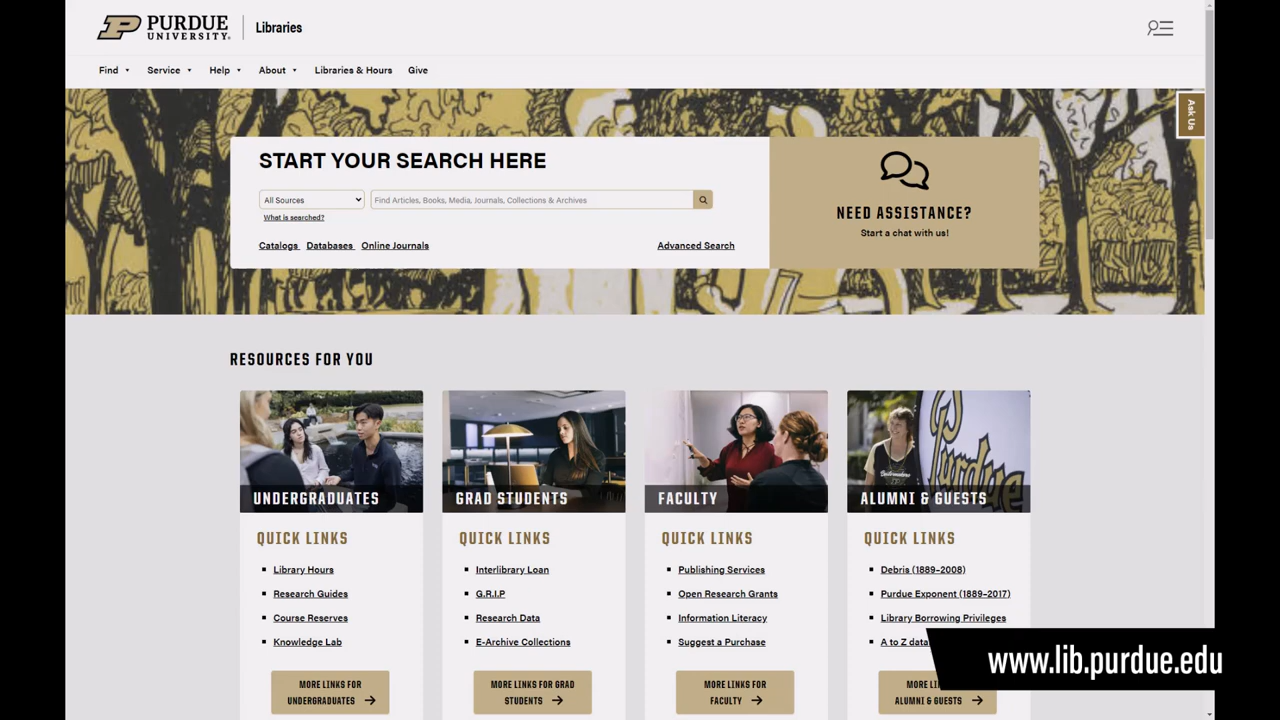 PURDUE UNIVERSITY.
Libraries
Find Service Help About Libraries & Hours Give
Ask Us
START YOUR SEARCH HERE
All Sources
Find Articles, Books, Media, Journals, Collections & Archives
What is searched?
Catalogs Databases Online Journals
Advanced Search
NEED ASSISTANCE?
Start a chat with us!
RESOURCES FOR YOU
UNDERGRADUATES
QUICK LINKS
Library Hours
Research Guides
Course Reserves
Knowledge Lab
MORE LINKS FOR
UNDERGRADUATES
GRAD STUDENTS
QUICK LINKS
Interlibrary Loan
G.R.I.P
Research Data
E-Archive Collections
MORE LINKS FOR GRAD
STUDENTS
FACULTY
QUICK LINKS
Publishing Services
Open Research Grants
Information Literacy
Suggest a Purchase
MORE LINKS FOR
FACULTY
Purdue
ALUMNI & GUESTS
QUICK LINKS
Debris (1889–2008)
Purdue Exponent (1889–2017)
Library Borrowing Privileges
A to Z
MORE
ALUMNI & GUESTS
www.lib.purdue.edu